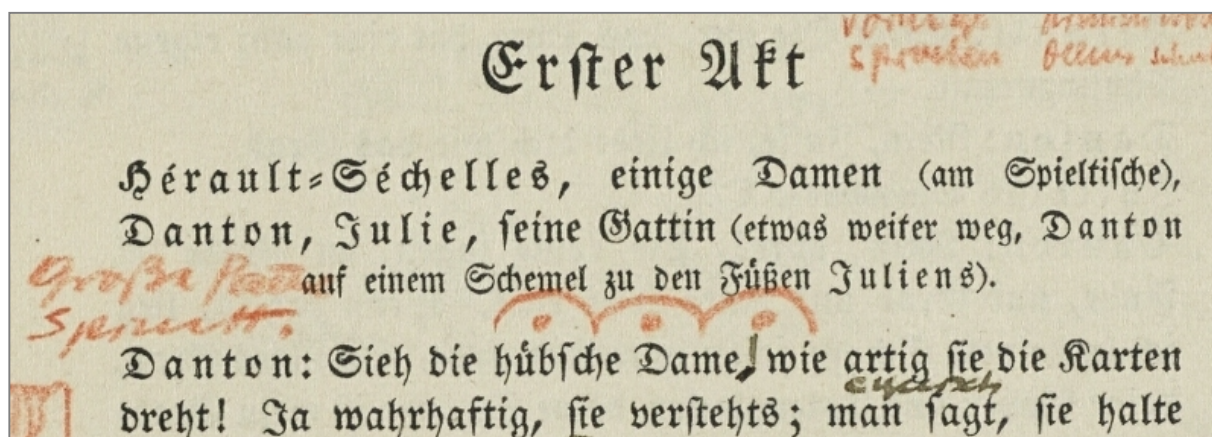 Erster Akt
Hérault-Séchelles, einige Damen (am Spieltische),
Danton, Julie, seine Gattin (etwas weiter weg, Danton
Große
auf einem Schemel zu den Füßen Juliens).
Danton: Sieh die hübsche Dame! wie artig sie die Karten
dreht! Ja wahrhaftig, sie verstehts; man sagt, sie halte